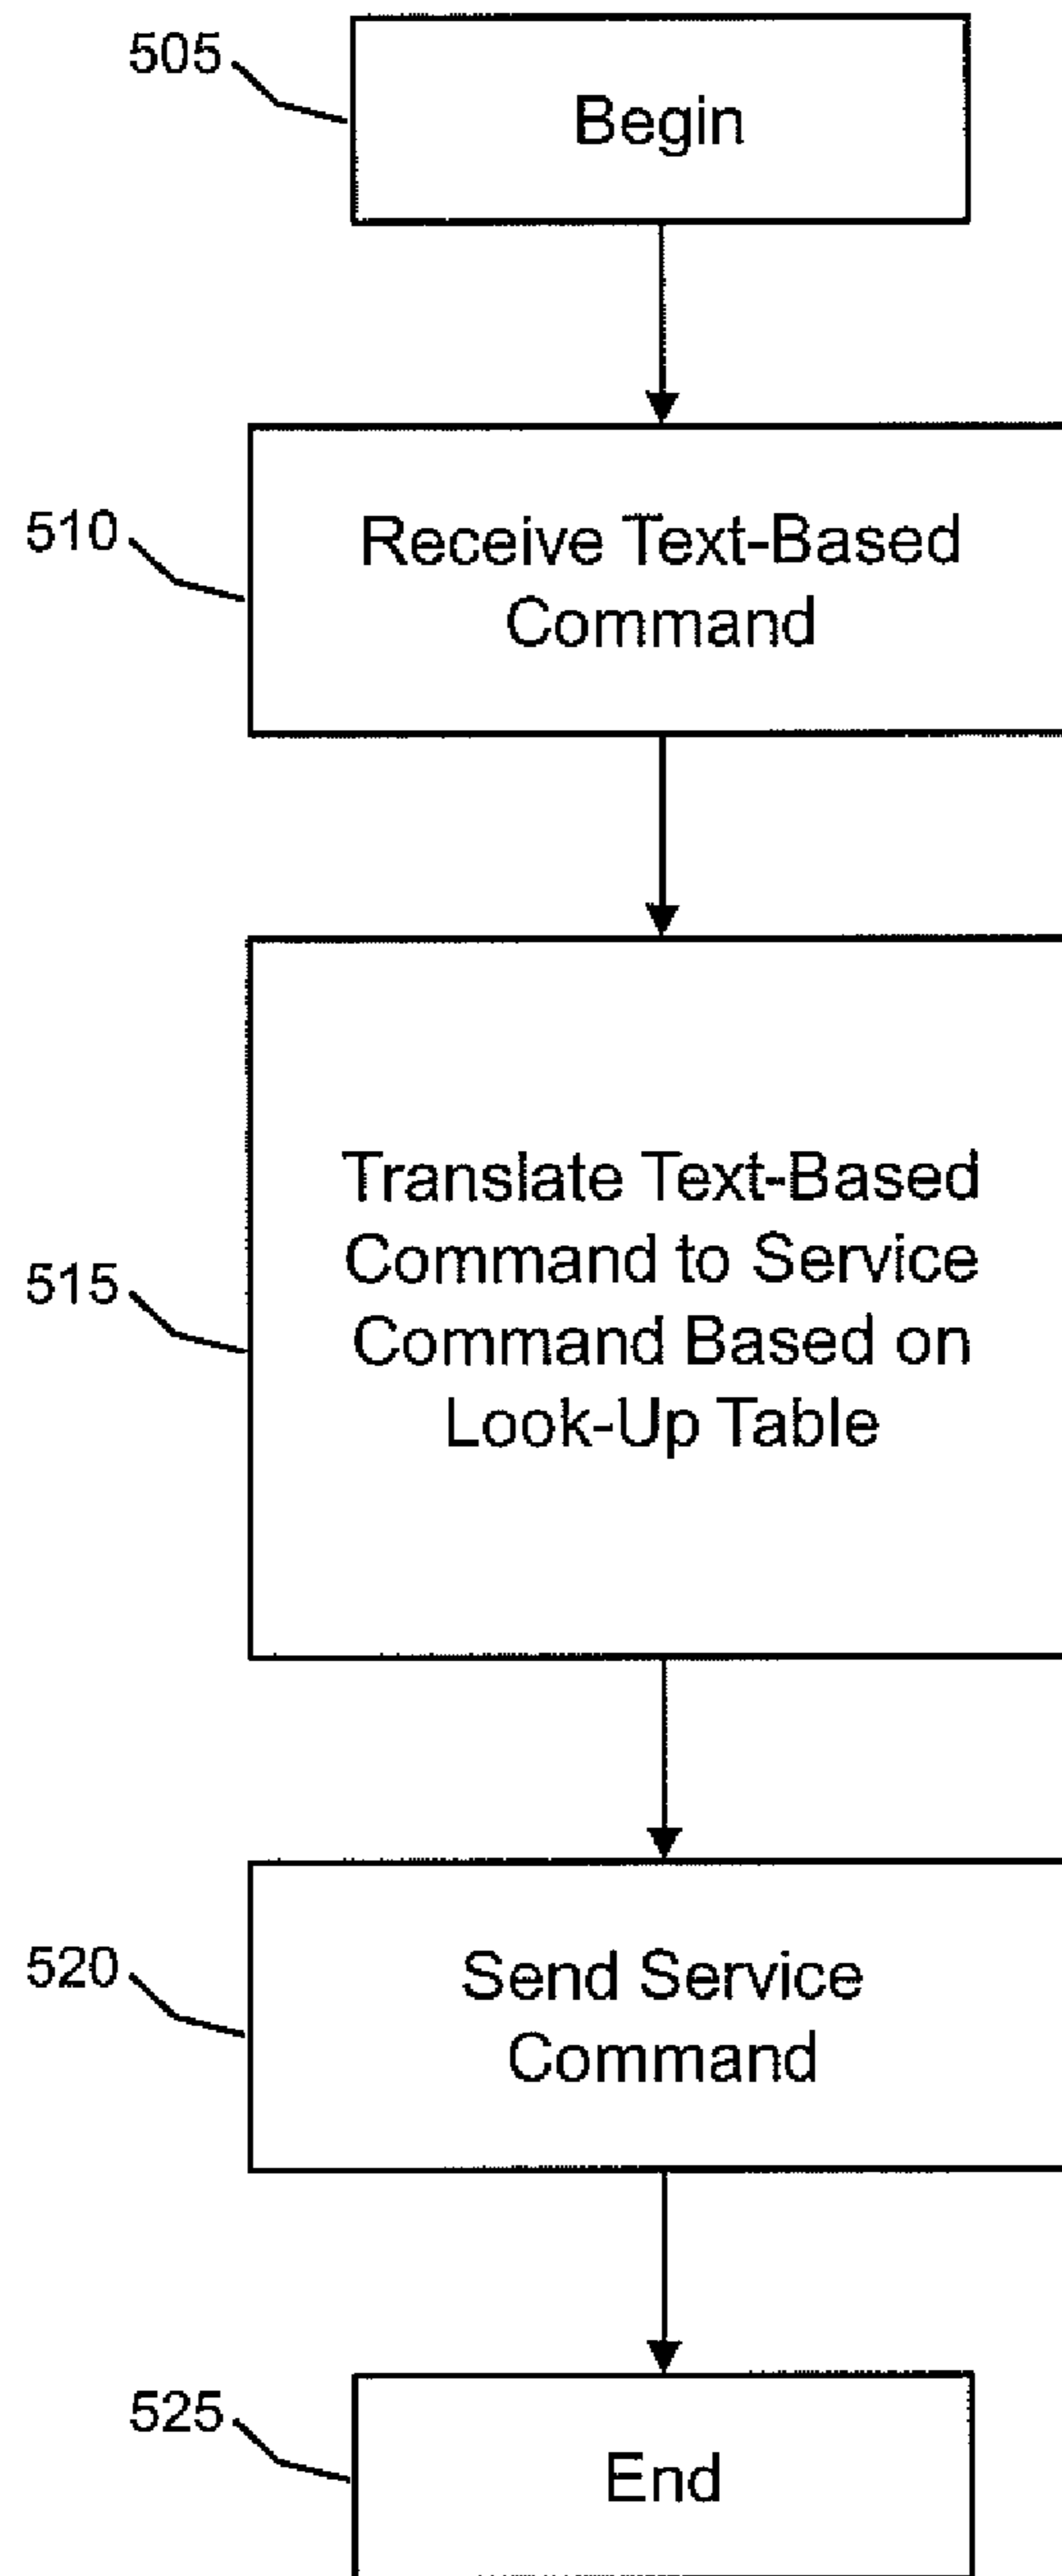 505
Begin
510
Receive Text-Based
Command
515
Translate Text-Based
Command to Service
Command Based on
Look-Up Table
520
Send Service
Command
525
End